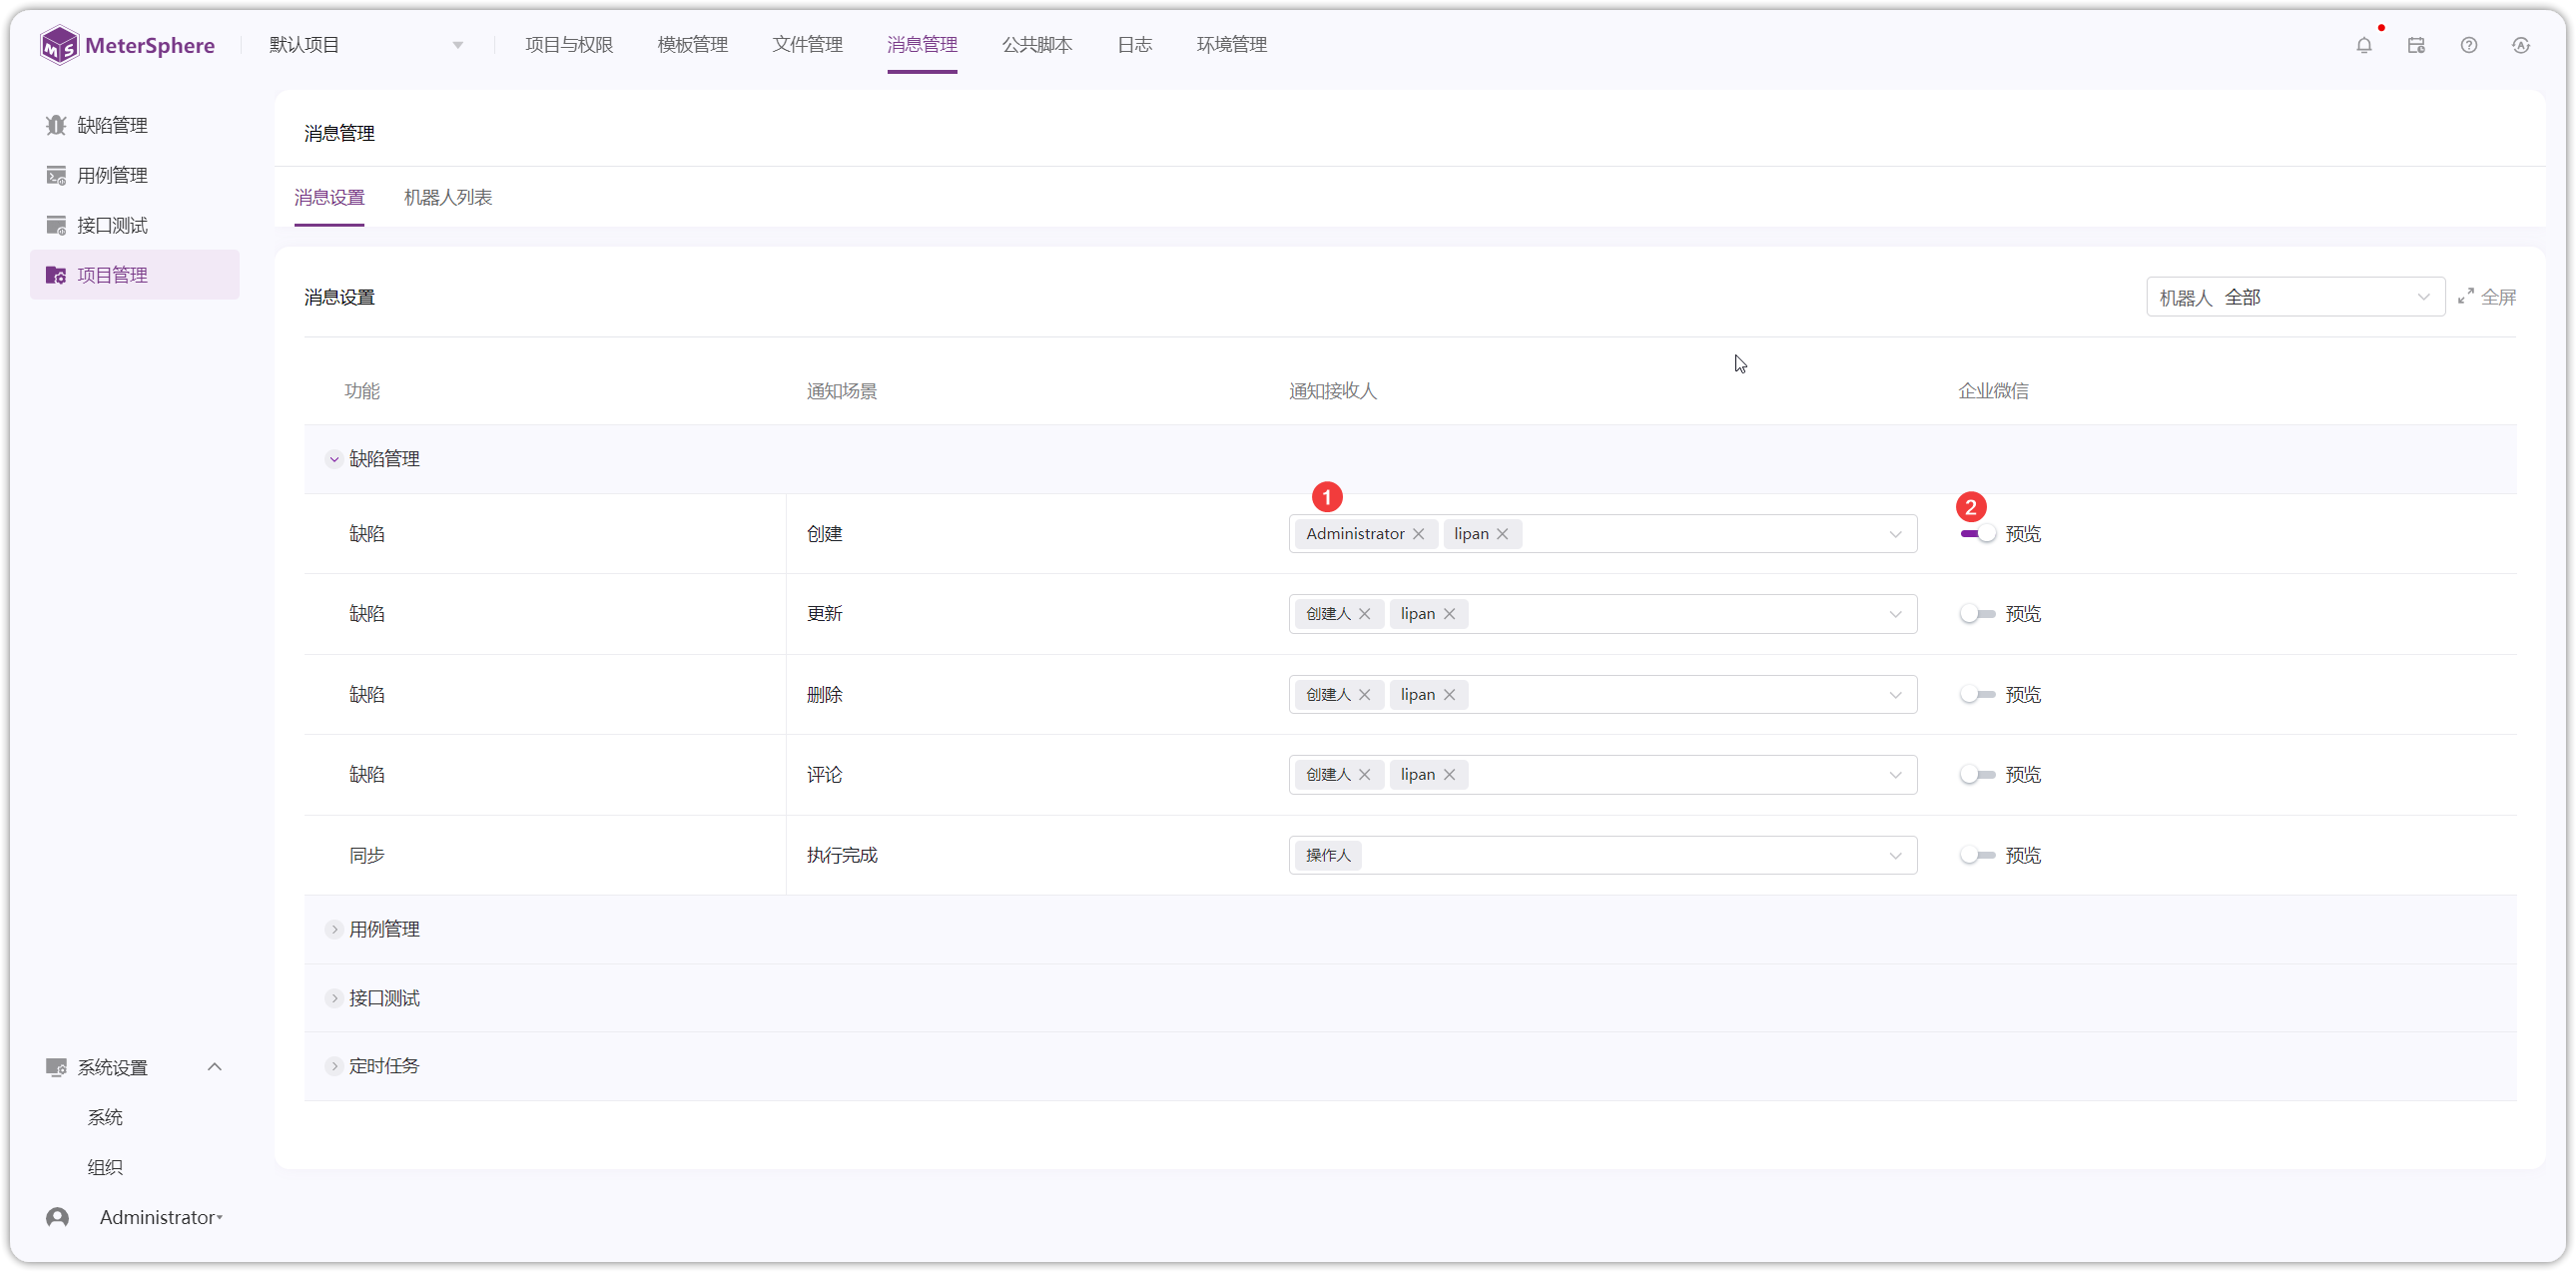 MeterSphere 默认项目 项目与权限 模板管理 文件管理 消息管理 公共脚本 日志 环境管理
缺陷管理
用例管理
接口测试
项目管理
消息管理
消息设置 机器人列表
消息设置 机器人 全部 全屏
功能 通知场景 通知接收人 企业微信
缺陷管理
1 2
缺陷 创建 Administrator lipan 预览
缺陷 更新 创建人 lipan 预览
缺陷 删除 创建人 lipan 预览
缺陷 评论 创建人 lipan 预览
同步 执行完成 操作人 预览
用例管理
接口测试
定时任务
系统设置
系统
组织
Administrator